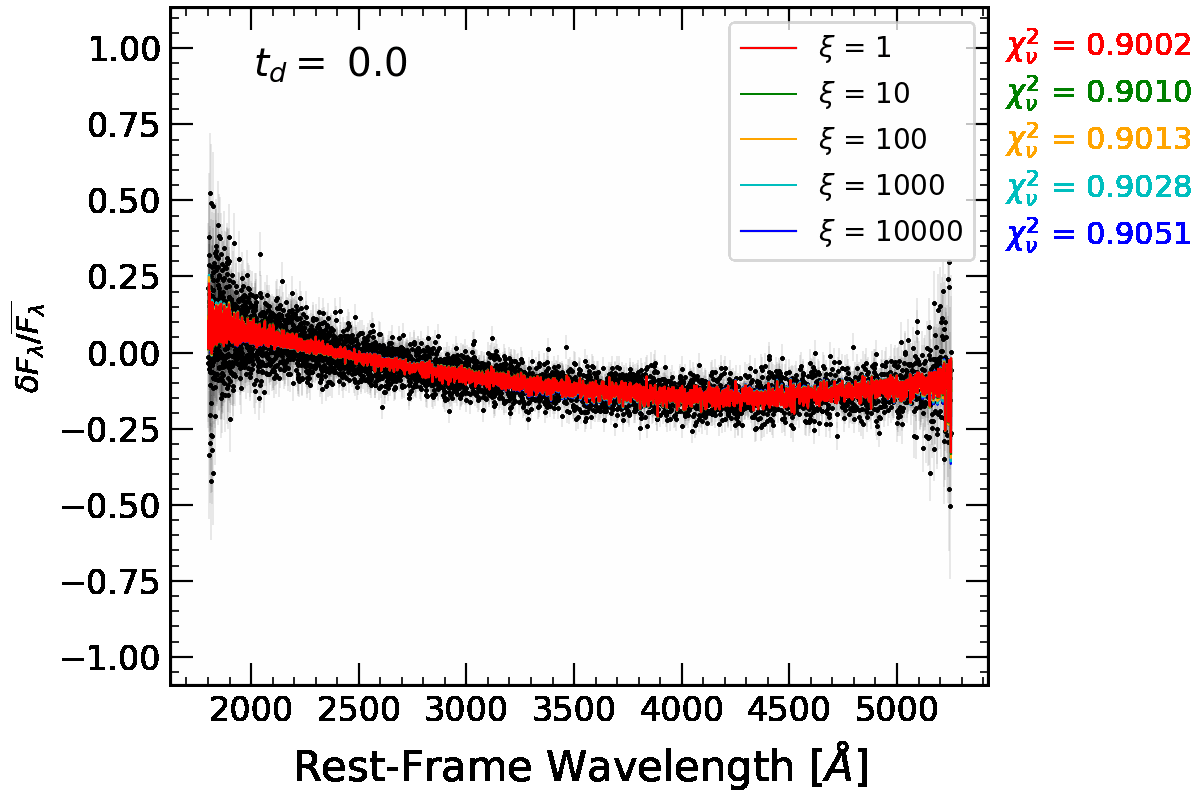 t_d = 0.0
ξ = 1
ξ = 10
ξ = 100
ξ = 1000
ξ = 10000
χ²_ν = 0.9002
χ²_ν = 0.9010
χ²_ν = 0.9013
χ²_ν = 0.9028
χ²_ν = 0.9051
1.00
0.75
0.50
0.25
0.00
−0.25
−0.50
−0.75
−1.00
δF_λ/F̅_λ
2000 2500 3000 3500 4000 4500 5000
Rest-Frame Wavelength [Å]